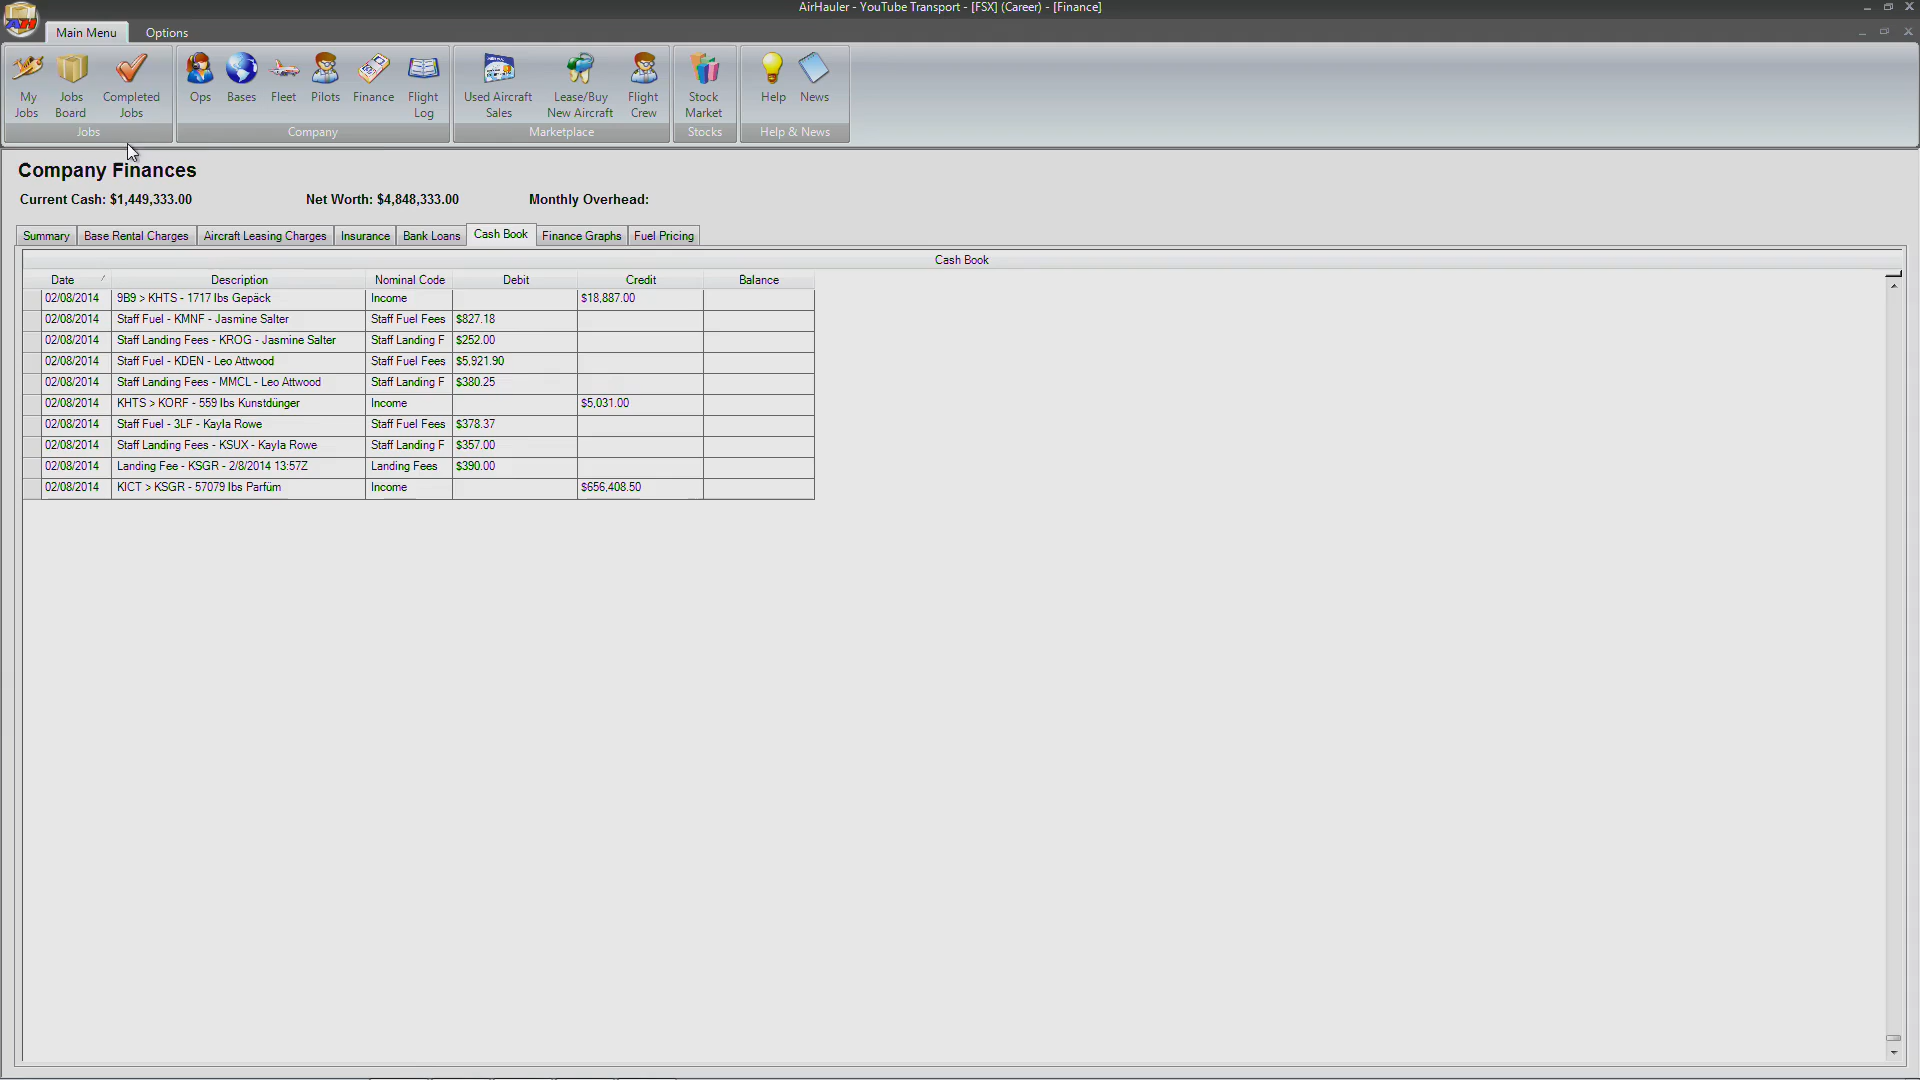 AirHauler - YouTube Transport - [FSX] (Career) - [Finance]
AH
Main Menu Options
My Jobs
Jobs Board
Completed Jobs
Ops
Bases
Fleet
Pilots
Finance
Flight Log
Used Aircraft Sales
Lease/Buy New Aircraft
Flight Crew
Stock Market
Help
News
Jobs Company Marketplace Stocks Help & News
Company Finances
Current Cash: $1,449,333.00 Net Worth: $4,848,333.00 Monthly Overhead:
Summary Base Rental Charges Aircraft Leasing Charges Insurance Bank Loans Cash Book Finance Graphs Fuel Pricing
Cash Book
Date Description Nominal Code Debit Credit Balance
02/08/2014 9B9 > KHTS - 1717 lbs Gepäck Income $18,887.00
02/08/2014 Staff Fuel - KMNF - Jasmine Salter Staff Fuel Fees $827.18
02/08/2014 Staff Landing Fees - KROG - Jasmine Salter Staff Landing F $252.00
02/08/2014 Staff Fuel - KDEN - Leo Attwood Staff Fuel Fees $5,921.90
02/08/2014 Staff Landing Fees - MMCL - Leo Attwood Staff Landing F $380.25
02/08/2014 KHTS > KORF - 559 lbs Kunstdünger Income $5,031.00
02/08/2014 Staff Fuel - 3LF - Kayla Rowe Staff Fuel Fees $378.37
02/08/2014 Staff Landing Fees - KSUX - Kayla Rowe Staff Landing F $357.00
02/08/2014 Landing Fee - KSGR - 2/8/2014 13:57Z Landing Fees $390.00
02/08/2014 KICT > KSGR - 57079 lbs Parfüm Income $656,408.50